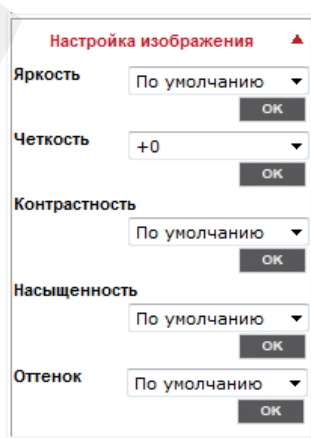 Настройка изображения
Яркость
По умолчанию
OK
Четкость
+0
OK
Контрастность
По умолчанию
OK
Насыщенность
По умолчанию
OK
Оттенок
По умолчанию
OK